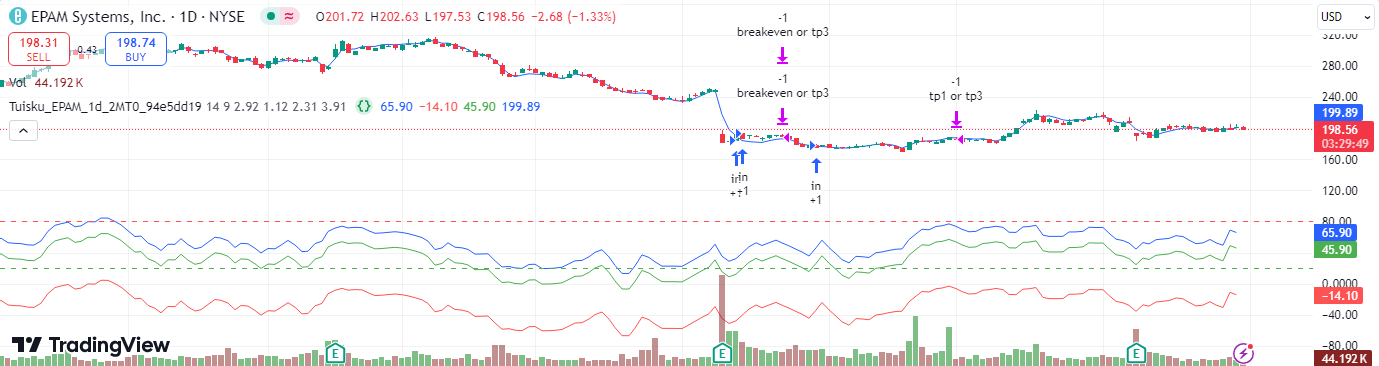 EPAM Systems, Inc. · 1D · NYSE O201.72 H202.63 L197.53 C198.56 −2.68 (−1.33%)
USD
198.31
SELL
0.43
198.74
BUY
Vol 44.192 K
Tuisku_EPAM_1d_2MT0_94e5dd19 14 9 2.92 1.12 2.31 3.91 {} 65.90 −14.10 45.90 199.89
-1
breakeven or tp3
-1
breakeven or tp3
-1
tp1 or tp3
in
+1
in
+1
320.00
280.00
240.00
199.89
198.56
03:29:49
160.00
120.00
80.00
65.90
45.90
0.0000
−14.10
−40.00
−80.00
44.192 K
E
E
E
TradingView